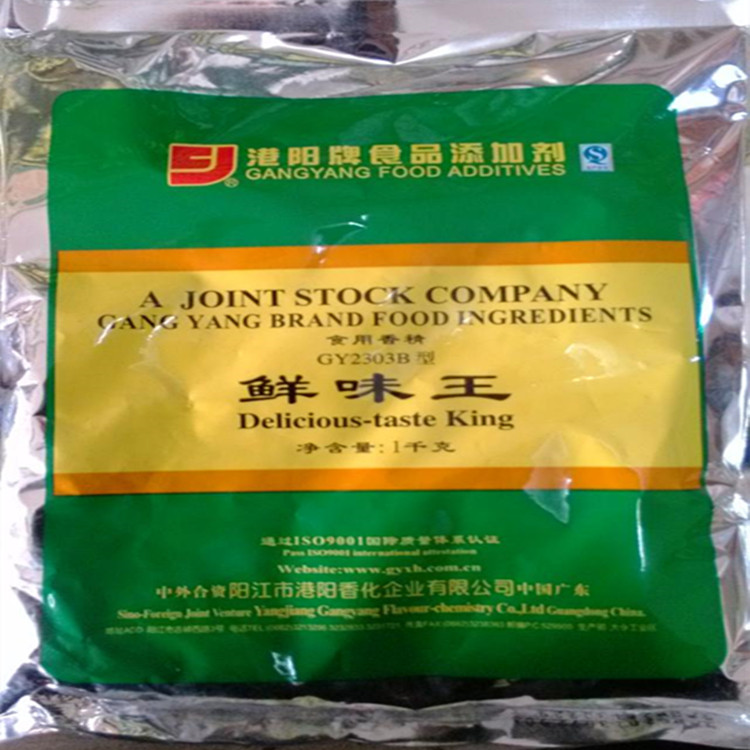 港阳牌食品添加剂
GANGYANG FOOD ADDITIVES
A JOINT STOCK COMPANY
GANG YANG BRAND FOOD INGREDIENTS
食用香精
GY2303B型
鲜味王
Delicious-taste King
净含量:1千克
通过ISO9001国际质量体系认证
Pass ISO9001 international attestation
Website:www.gyxh.com.cn
中外合资阳江市港阳香化企业有限公司中国广东
Sino-Foreign Joint Venture Yangjiang Gangyang Flavour-chemistry Co.,Ltd Guangdong China.